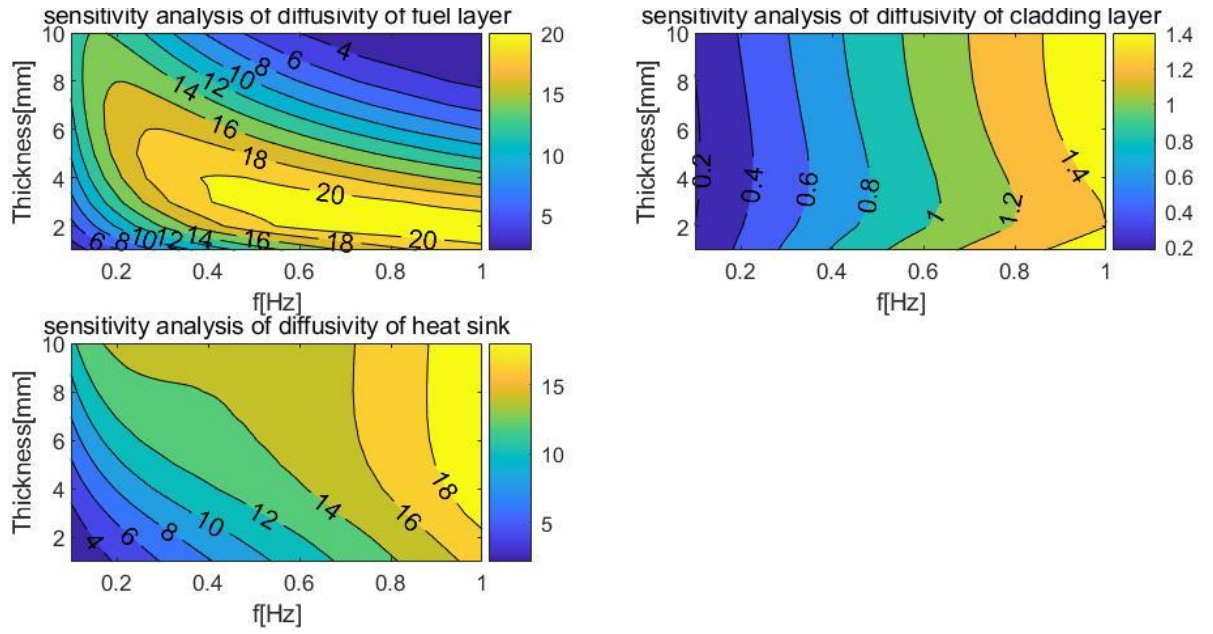 sensitivity analysis of diffusivity of fuel layer
10
8
6
4
2
Thickness[mm]
4
6
8
10
12
14
16
18
20
6 8 10 12 14 16 18 20
0.2 0.4 0.6 0.8 1
f[Hz]
20
15
10
5
sensitivity analysis of diffusivity of cladding layer
10
8
6
4
2
Thickness[mm]
0.2 0.4 0.6 0.8 1 1.2 1.4
0.2 0.4 0.6 0.8 1
f[Hz]
1.4
1.2
1
0.8
0.6
0.4
0.2
sensitivity analysis of diffusivity of heat sink
10
8
6
4
2
Thickness[mm]
4 6 8 10 12 14 16 18
0.2 0.4 0.6 0.8 1
f[Hz]
15
10
5